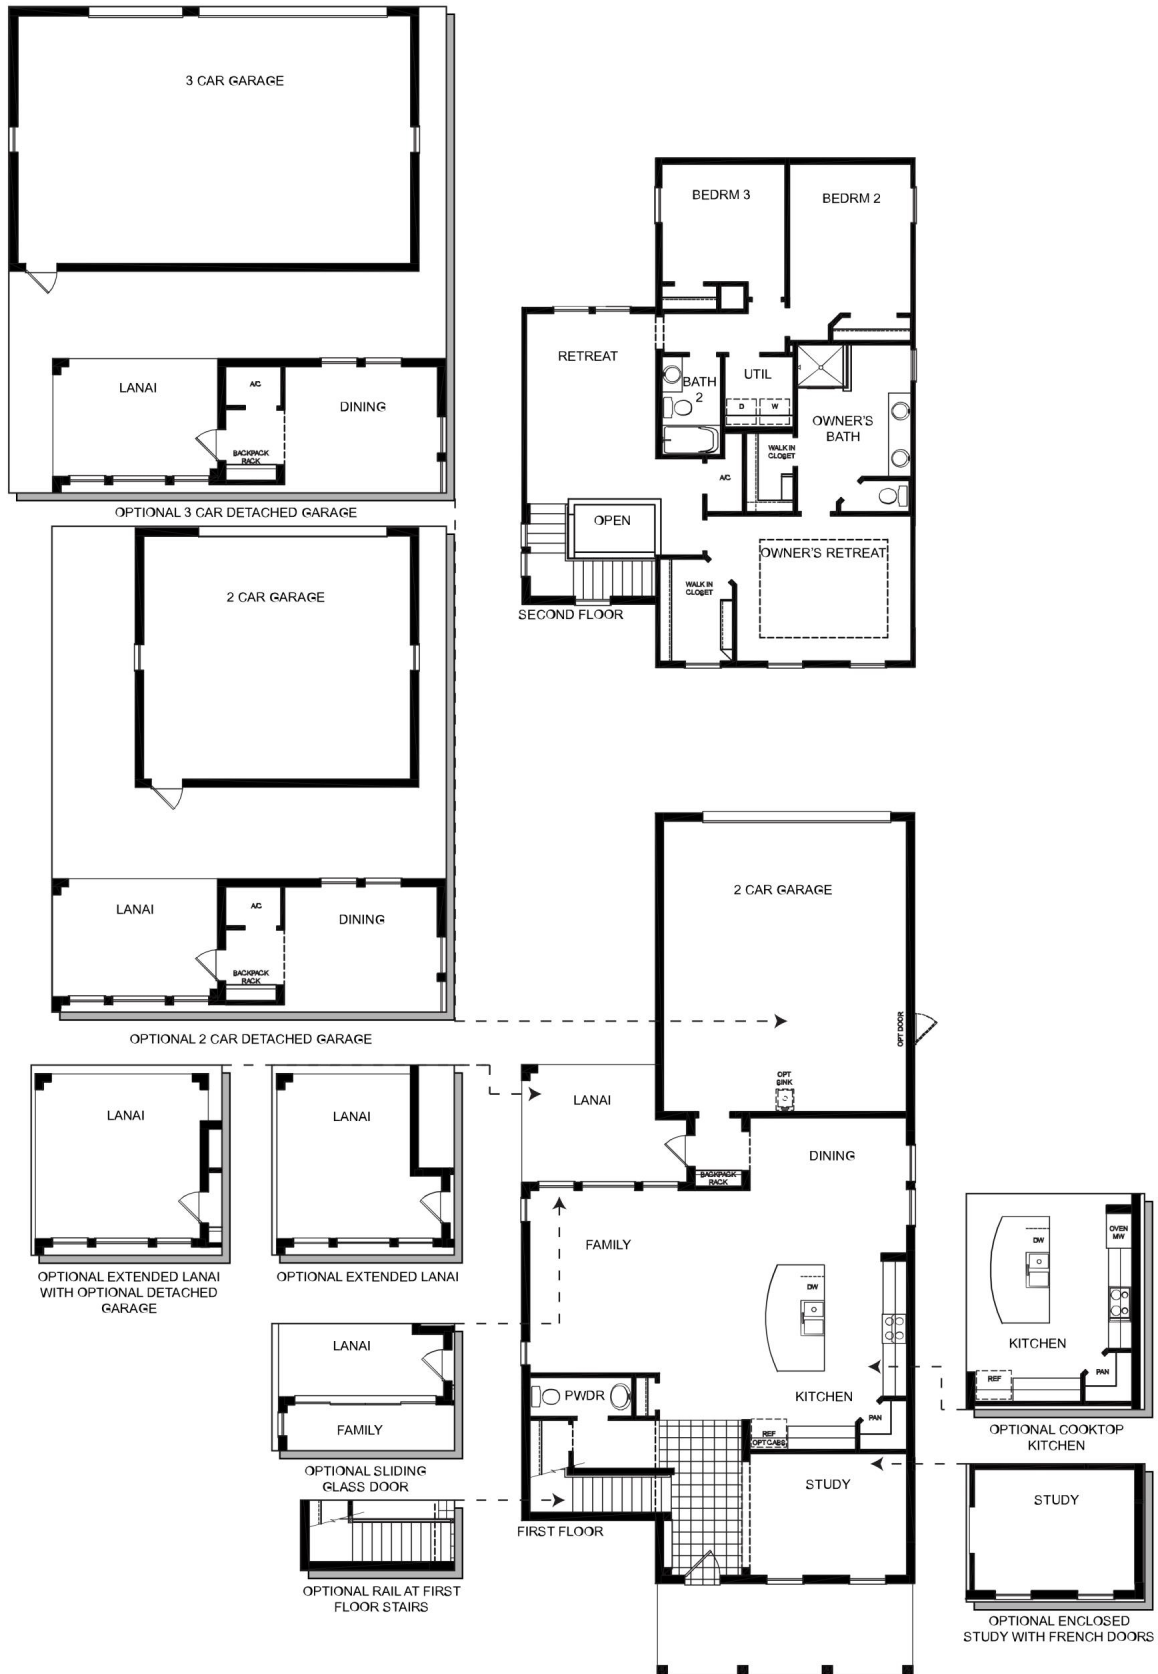 3 CAR GARAGE
LANAI
A/C
DINING
BACKPACK
RACK
OPTIONAL 3 CAR DETACHED GARAGE
2 CAR GARAGE
LANAI
A/C
DINING
BACKPACK
RACK
OPTIONAL 2 CAR DETACHED GARAGE
BEDRM 3
BEDRM 2
RETREAT
BATH
2
UTIL
D
W
OWNER'S
BATH
WALK IN
CLOSET
A/C
OPEN
OWNER'S RETREAT
WALK IN
CLOSET
SECOND FLOOR
2 CAR GARAGE
OPT DOOR
OPT
SINK
LANAI
DINING
BACKPACK
RACK
FAMILY
DW
KITCHEN
PWDR
PAN
REF
OPT CABS
STUDY
FIRST FLOOR
LANAI
OPTIONAL EXTENDED LANAI
WITH OPTIONAL DETACHED
GARAGE
LANAI
OPTIONAL EXTENDED LANAI
LANAI
FAMILY
OPTIONAL SLIDING
GLASS DOOR
OPTIONAL RAIL AT FIRST
FLOOR STAIRS
OVEN
MW
DW
KITCHEN
REF
PAN
OPTIONAL COOKTOP
KITCHEN
STUDY
OPTIONAL ENCLOSED
STUDY WITH FRENCH DOORS